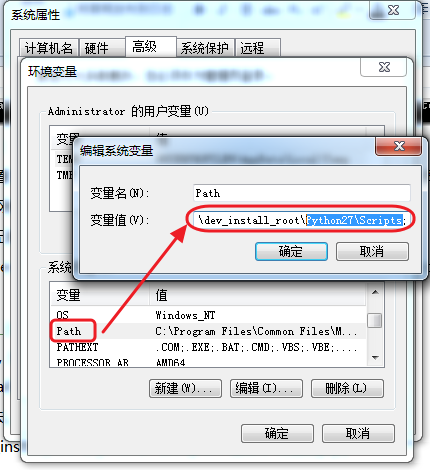 系统属性
计算机名 硬件 高级 系统保护 远程
环境变量
Administrator 的用户变量(U)
变量 值
TEM
TMP
编辑系统变量
变量名(N): Path
变量值(V): \dev_install_root\Python27\Scripts;
确定 取消
系统
变量 值
OS Windows_NT
Path C:\Program Files\Common Files\M...
PATHEXT .COM;.EXE;.BAT;.CMD;.VBS;.VBE;....
PROCESSOR_AR AMD64
新建(W)... 编辑(I)... 删除(L)
确定 取消
ins